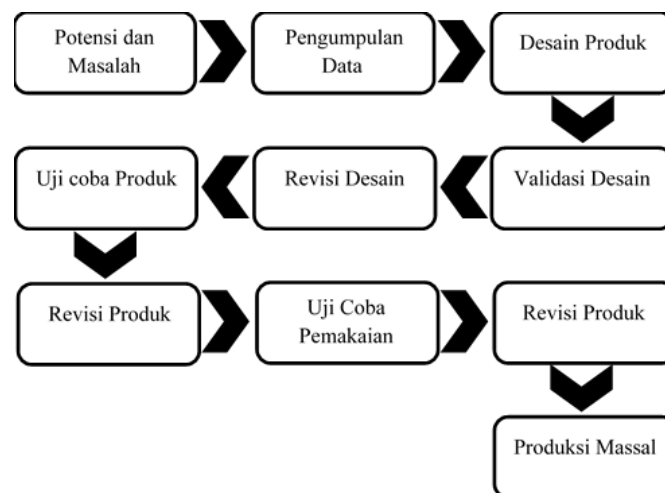 Potensi dan
Masalah
Pengumpulan
Data
Desain Produk
Validasi Desain
Revisi Desain
Uji coba Produk
Revisi Produk
Uji Coba
Pemakaian
Revisi Produk
Produksi Massal